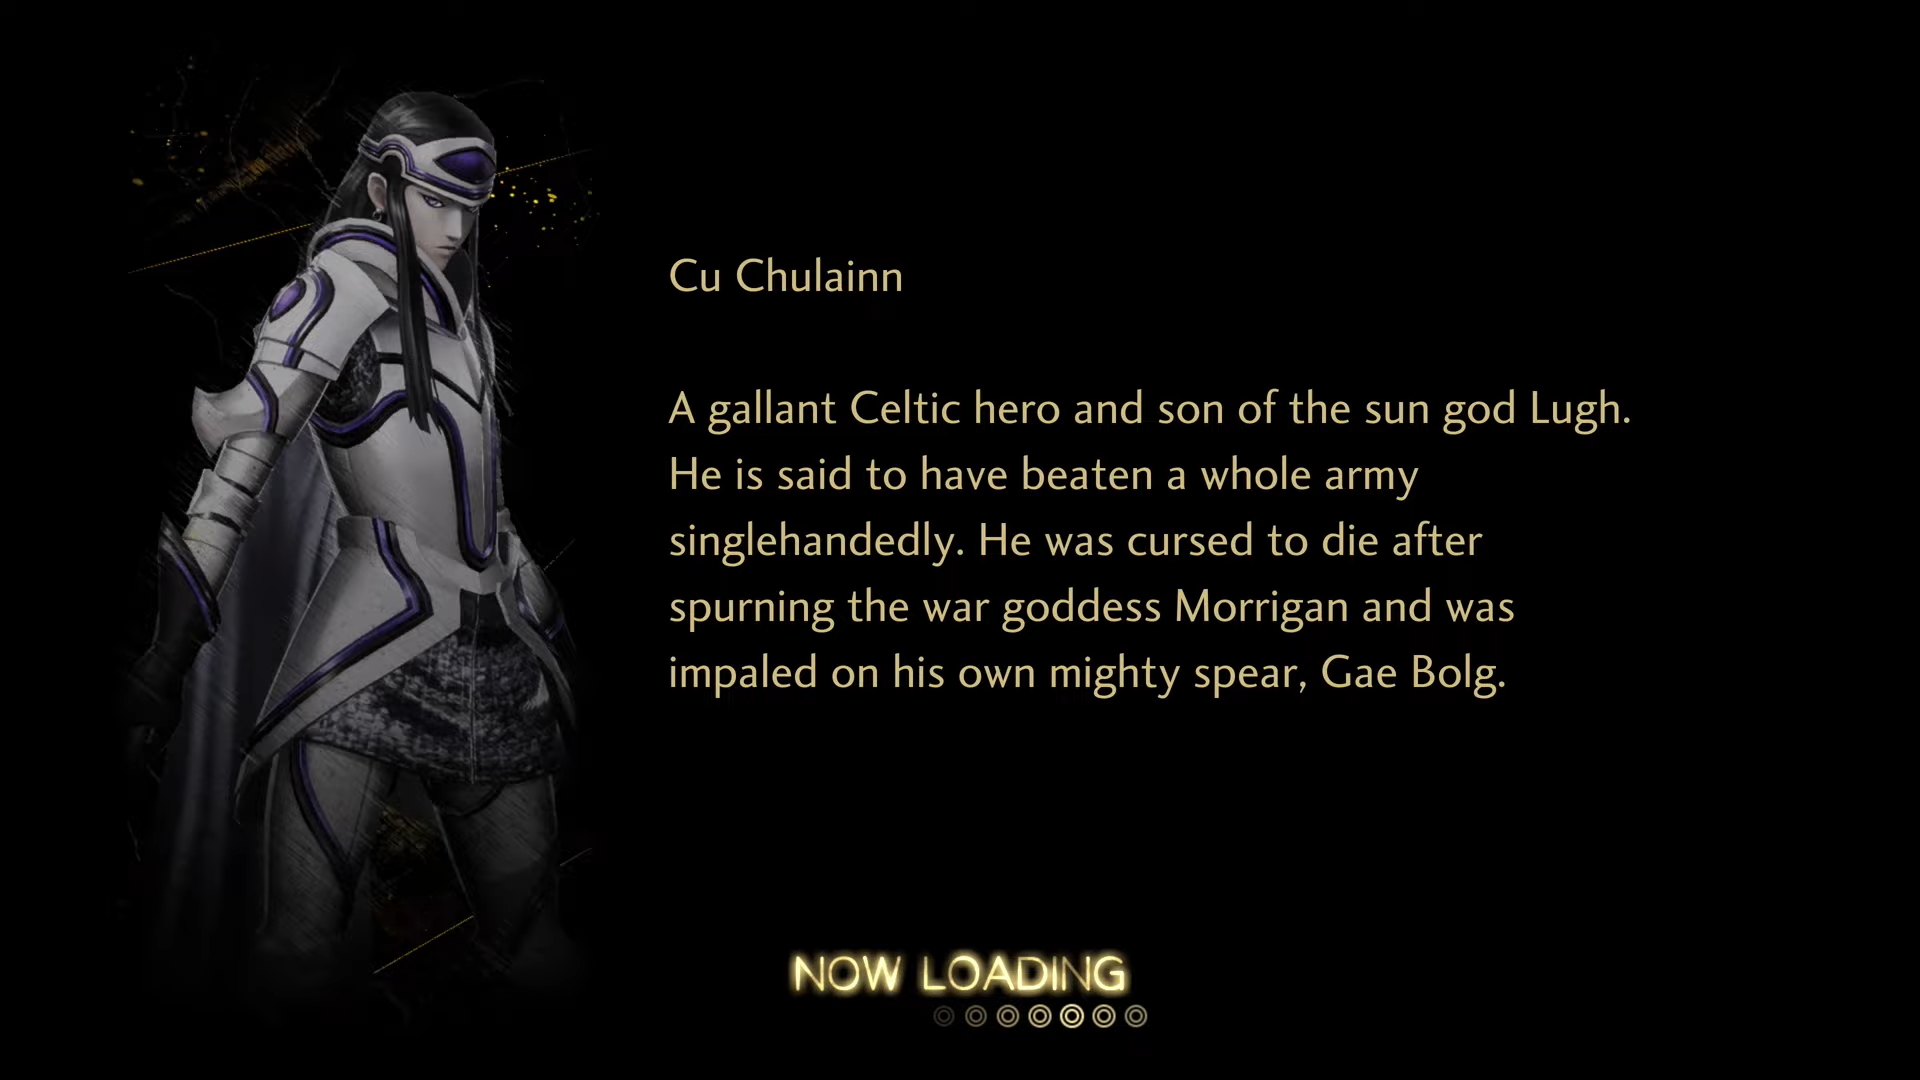 Cu Chulainn
A gallant Celtic hero and son of the sun god Lugh.
He is said to have beaten a whole army
singlehandedly. He was cursed to die after
spurning the war goddess Morrigan and was
impaled on his own mighty spear, Gae Bolg.
NOW LOADING